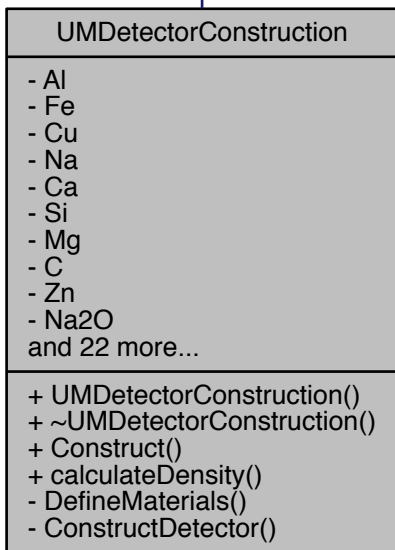 UMDetectorConstruction
- Al
- Fe
- Cu
- Na
- Ca
- Si
- Mg
- C
- Zn
- Na2O
and 22 more...
+ UMDetectorConstruction()
+ ~UMDetectorConstruction()
+ Construct()
+ calculateDensity()
- DefineMaterials()
- ConstructDetector()